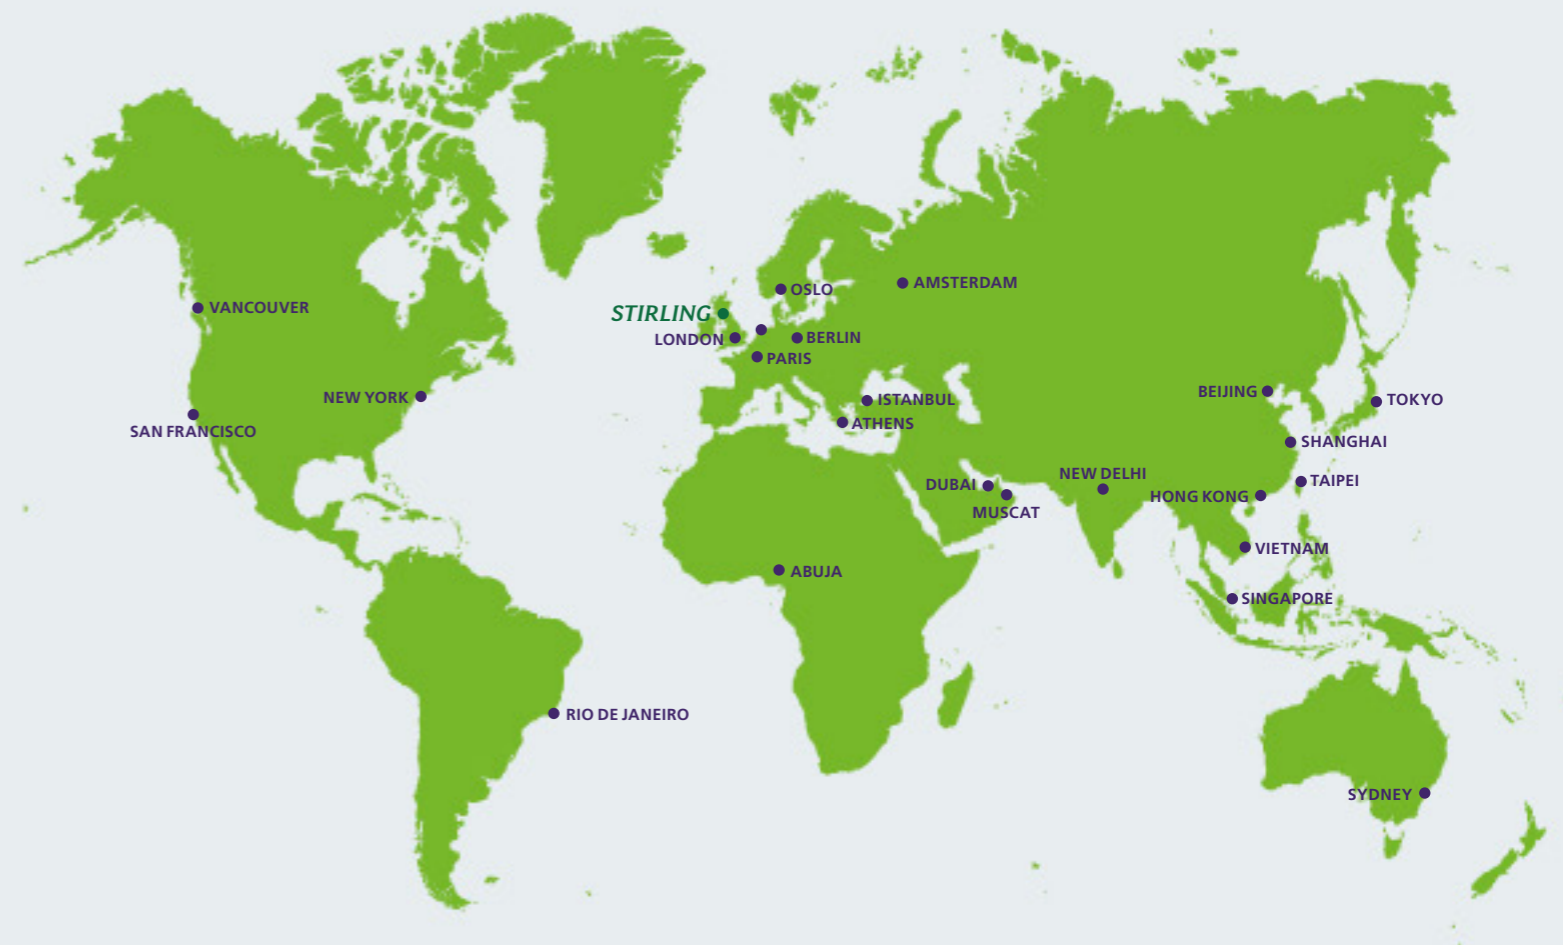 AMSTERDAM
OSLO
VANCOUVER
STIRLING
LONDON
BERLIN
PARIS
BEIJING
NEW YORK
ISTANBUL
TOKYO
ATHENS
SAN FRANCISCO
SHANGHAI
NEW DELHI
TAIPEI
DUBAI
HONG KONG
MUSCAT
VIETNAM
ABUJA
SINGAPORE
RIO DE JANEIRO
SYDNEY